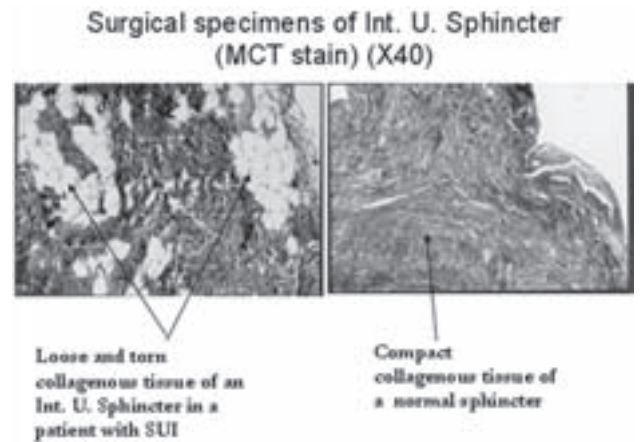 Surgical specimens of Int. U. Sphincter
(MCT stain) (X40)
Loose and torn
collagenous tissue of an
Int. U. Sphincter in a
patient with SUI
Compact
collagenous tissue of
a normal sphincter